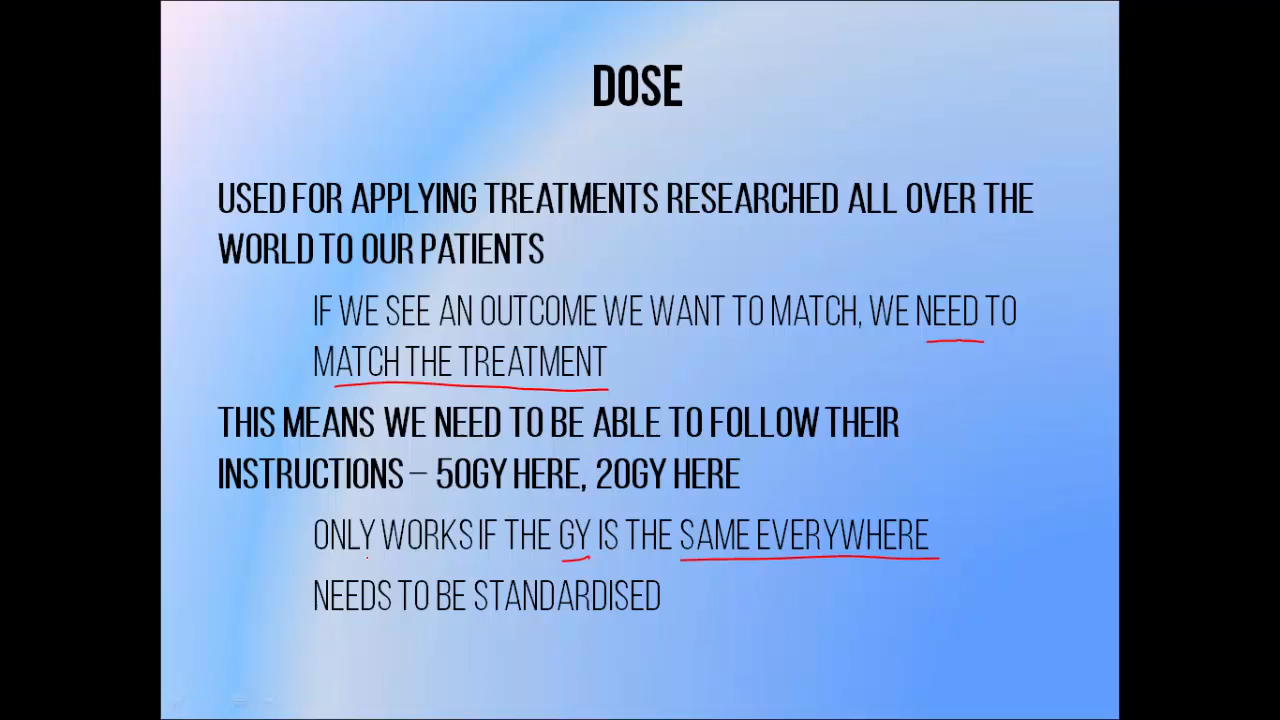 DOSE
USED FOR APPLYING TREATMENTS RESEARCHED ALL OVER THE
WORLD TO OUR PATIENTS
IF WE SEE AN OUTCOME WE WANT TO MATCH, WE NEED TO
MATCH THE TREATMENT
THIS MEANS WE NEED TO BE ABLE TO FOLLOW THEIR
INSTRUCTIONS – 50GY HERE, 20GY HERE
ONLY WORKS IF THE GY IS THE SAME EVERYWHERE
NEEDS TO BE STANDARDISED